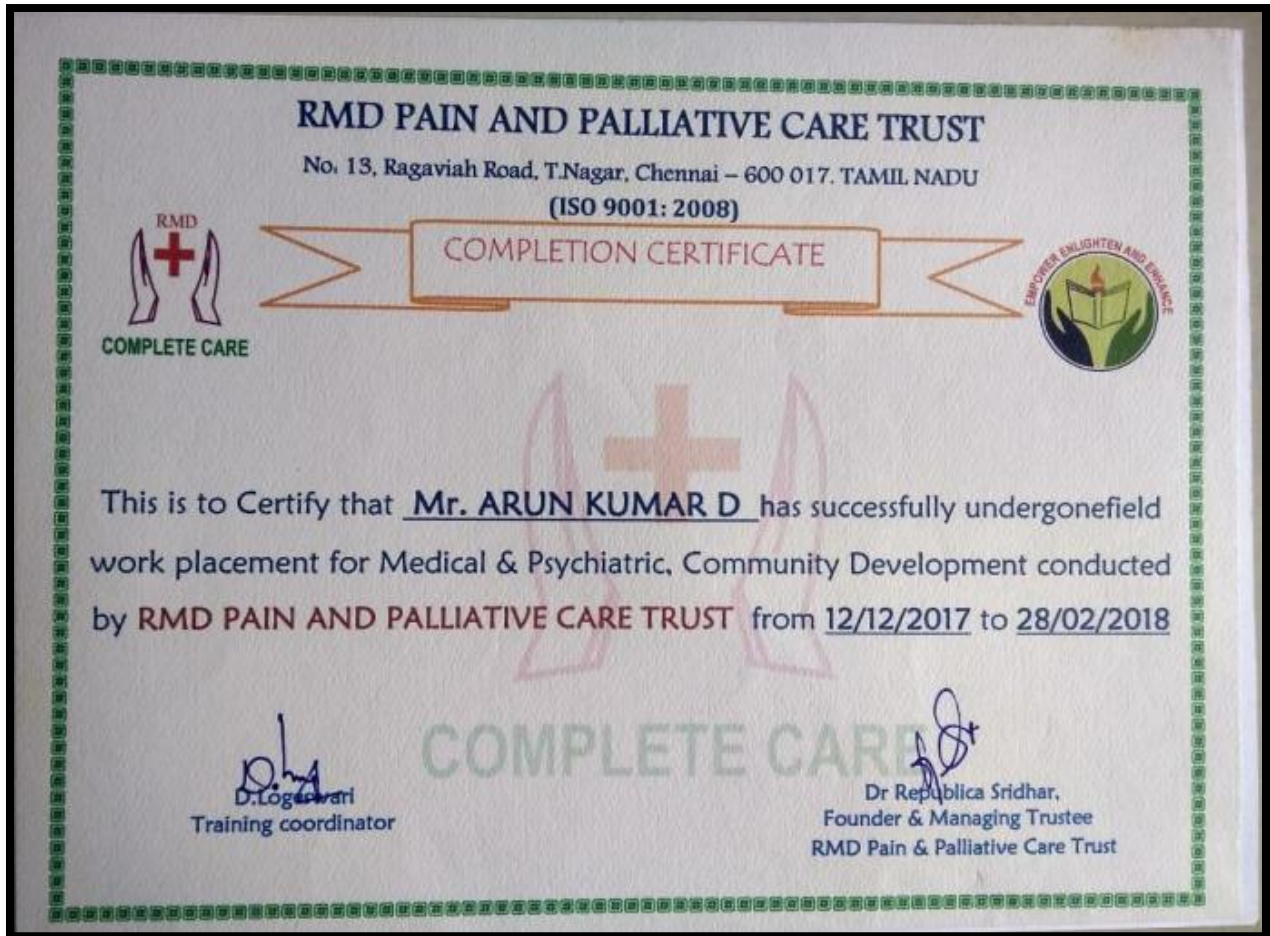 RMD PAIN AND PALLIATIVE CARE TRUST
No. 13, Ragaviah Road, T.Nagar, Chennai – 600 017. TAMIL NADU
(ISO 9001: 2008)
RMD
COMPLETE CARE
COMPLETION CERTIFICATE
EMPOWER ENLIGHTEN AND ENHANCE
This is to Certify that Mr. ARUN KUMAR D has successfully undergonefield
work placement for Medical & Psychiatric, Community Development conducted
by RMD PAIN AND PALLIATIVE CARE TRUST from 12/12/2017 to 28/02/2018
COMPLETE CARE
D.Logeswari
Training coordinator
Dr Republica Sridhar,
Founder & Managing Trustee
RMD Pain & Palliative Care Trust